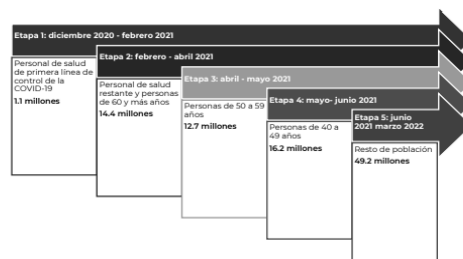 Etapa 1: diciembre 2020 - febrero 2021
Personal de salud
de primera línea de
control de la
COVID-19
1.1 millones
Etapa 2: febrero - abril 2021
Personal de salud
restante y personas
de 60 y más años
14.4 millones
Etapa 3: abril - mayo 2021
Personas de 50 a 59
años
12.7 millones
Etapa 4: mayo- junio 2021
Personas de 40 a
49 años
16.2 millones
Etapa 5: junio
2021 marzo 2022
Resto de población
49.2 millones